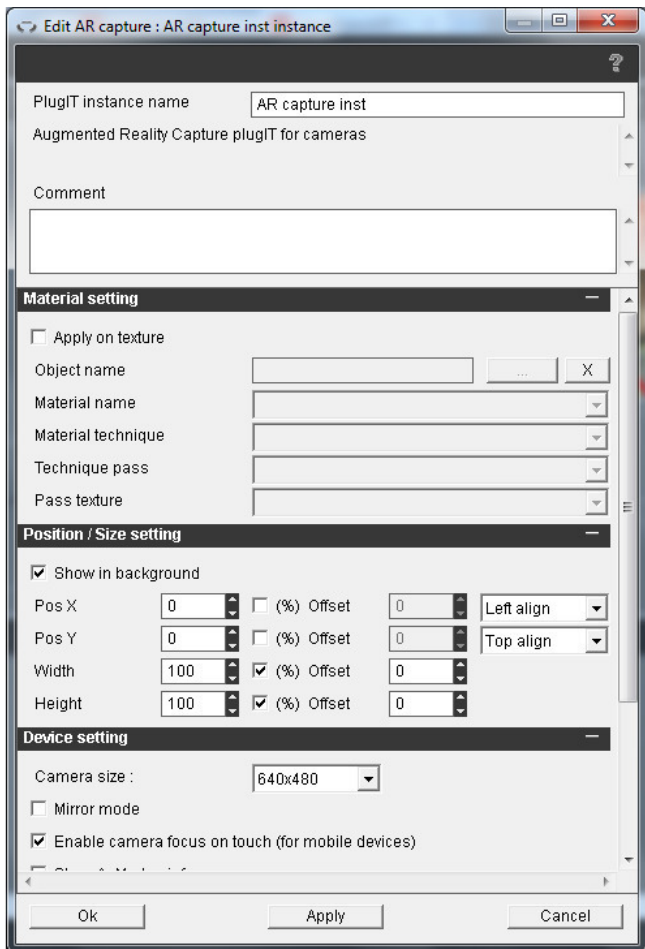 Edit AR capture : AR capture inst instance
?
PlugIT instance name AR capture inst
Augmented Reality Capture plugIT for cameras
Comment
Material setting
Apply on texture
Object name ... X
Material name
Material technique
Technique pass
Pass texture
Position / Size setting
Show in background
Pos X 0 (%) Offset 0 Left align
Pos Y 0 (%) Offset 0 Top align
Width 100 (%) Offset 0
Height 100 (%) Offset 0
Device setting
Camera size : 640x480
Mirror mode
Enable camera focus on touch (for mobile devices)
Ok Apply Cancel